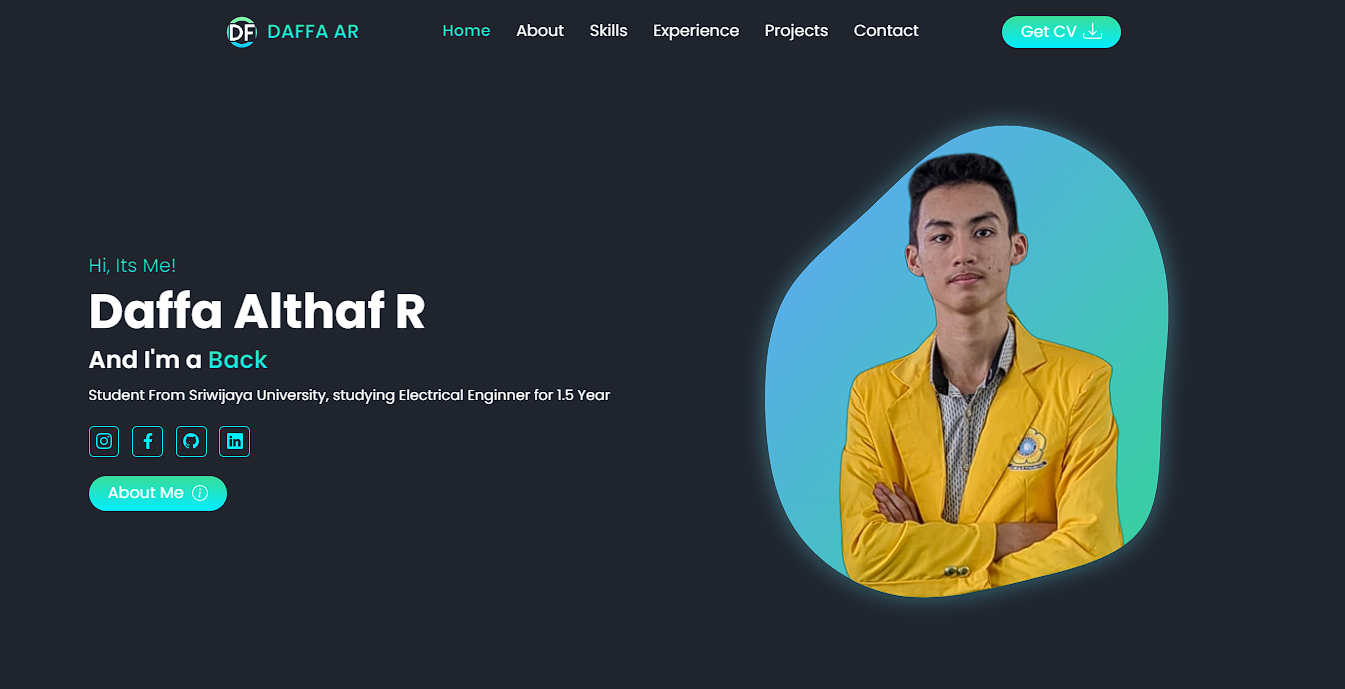 DF DAFFA AR Home About Skills Experience Projects Contact Get CV
Hi, Its Me!
Daffa Althaf R
And I'm a Back
Student From Sriwijaya University, studying Electrical Enginner for 1.5 Year
About Me